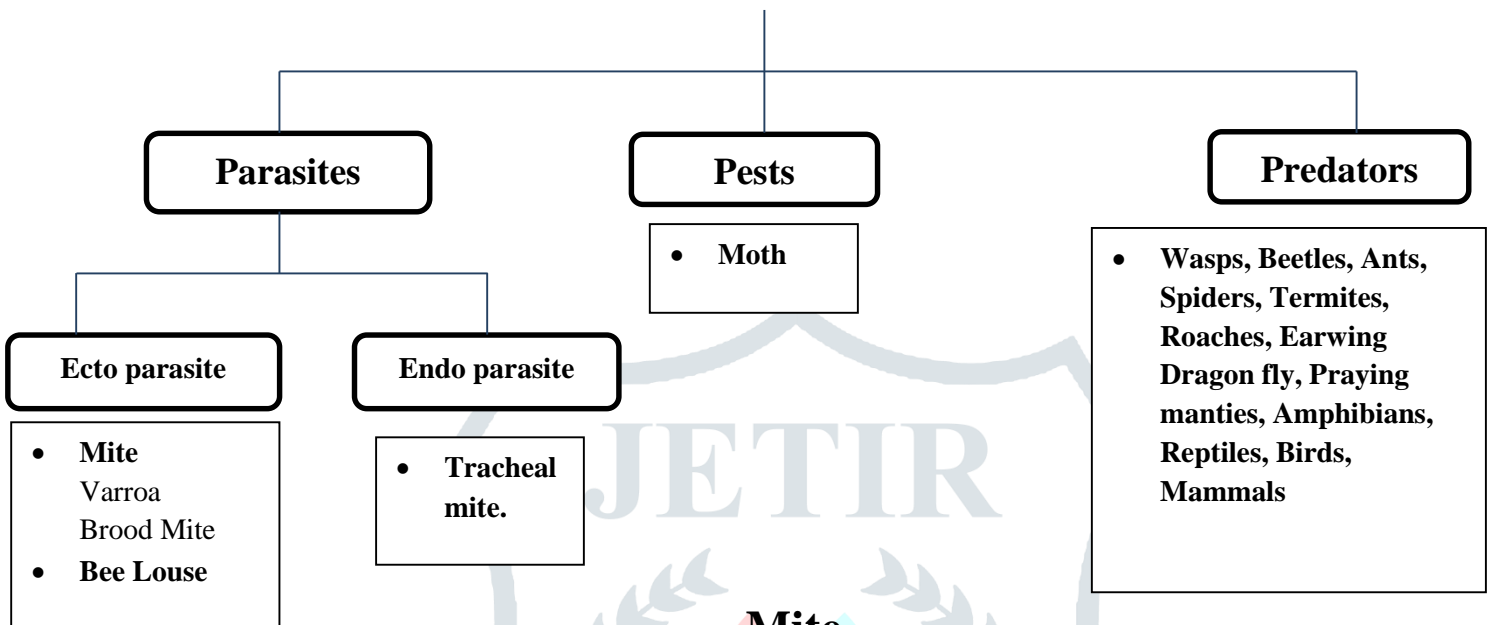 Parasites
Pests
Predators
• Moth
• Wasps, Beetles, Ants,
Spiders, Termites,
Roaches, Earwing
Dragon fly, Praying
manties, Amphibians,
Reptiles, Birds,
Mammals
Ecto parasite
Endo parasite
• Mite
Varroa
Brood Mite
• Bee Louse
• Tracheal
mite.
JETIR
Mite